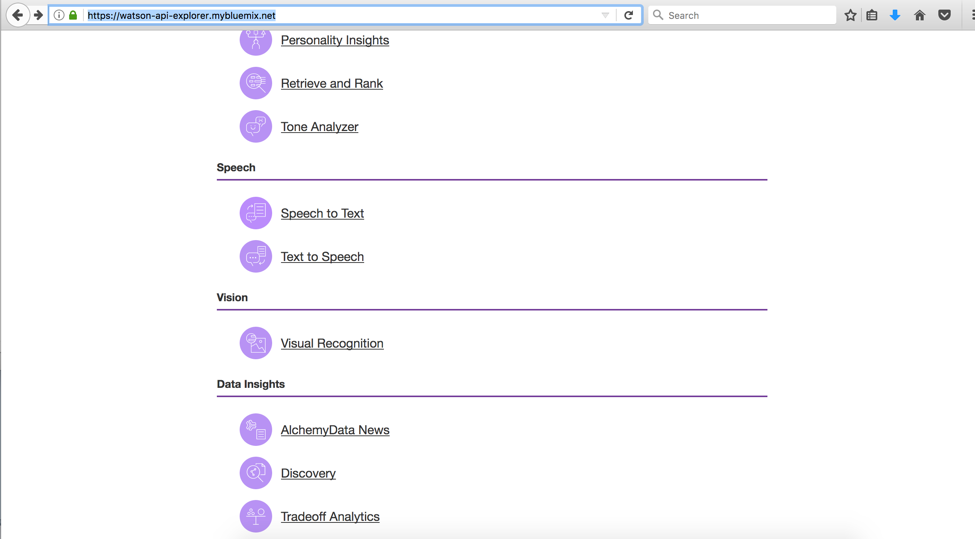 https://watson-api-explorer.mybluemix.net
Search
Personality Insights
Retrieve and Rank
Tone Analyzer
Speech
Speech to Text
Text to Speech
Vision
Visual Recognition
Data Insights
AlchemyData News
Discovery
Tradeoff Analytics